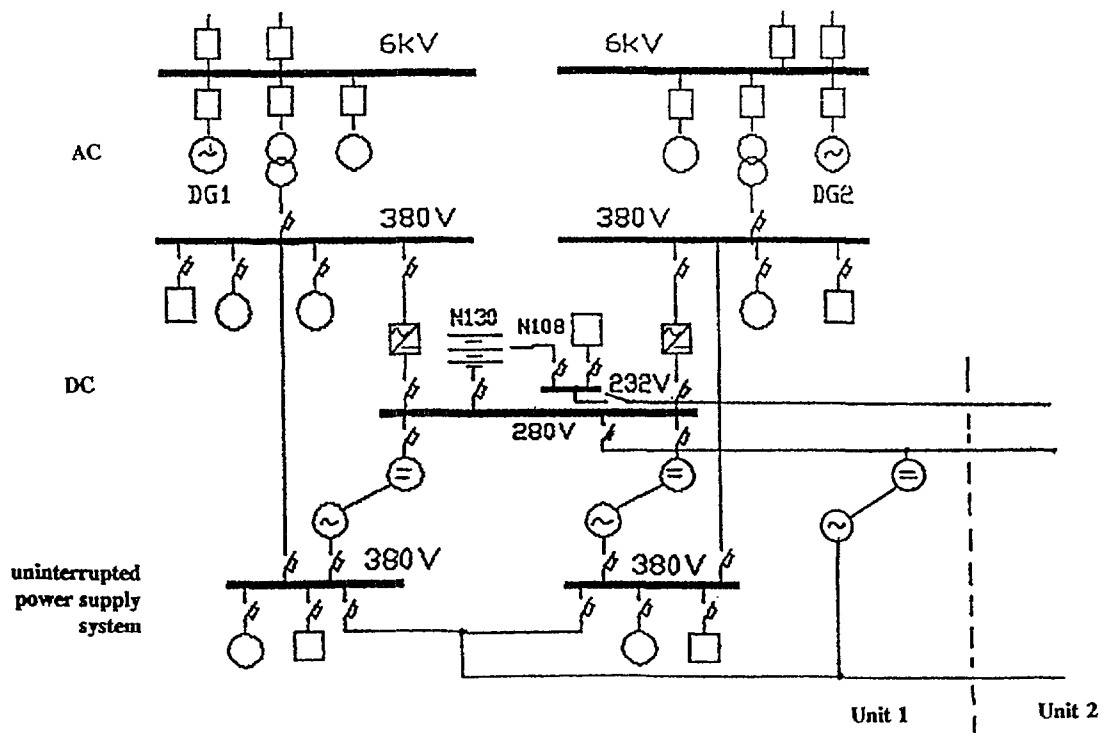 6kV
6kV
AC
DG1
DG2
380V
380V
N130
N108
DC
232V
280V
380V
380V
uninterrupted
power supply
system
Unit 1
Unit 2